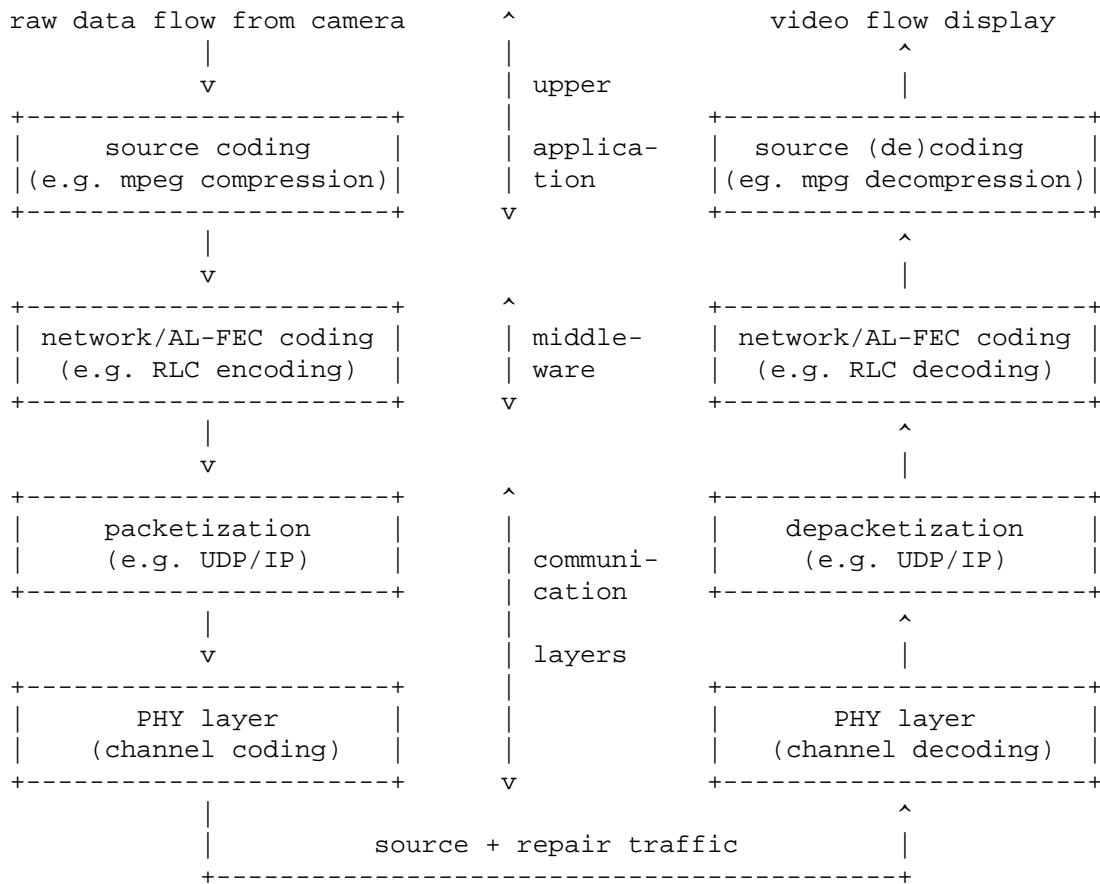 raw data flow from camera ^ video flow display
| | ^
v | upper |
+-----------------------+ | +-----------------------+
| source coding | | applica- | source (de)coding |
|(e.g. mpeg compression)| | tion |(eg. mpg decompression)|
+-----------------------+ v +-----------------------+
| ^
v |
+-----------------------+ ^ +-----------------------+
| network/AL-FEC coding | | middle- | network/AL-FEC coding |
| (e.g. RLC encoding) | | ware | (e.g. RLC decoding) |
+-----------------------+ v +-----------------------+
| ^
v |
+-----------------------+ ^ +-----------------------+
| packetization | | | depacketization |
| (e.g. UDP/IP) | | communi- | (e.g. UDP/IP) |
+-----------------------+ | cation +-----------------------+
| | ^
v | layers |
+-----------------------+ | +-----------------------+
| PHY layer | | | PHY layer |
| (channel coding) | | | (channel decoding) |
+-----------------------+ v +-----------------------+
| ^
| source + repair traffic |
+-------------------------------------------+